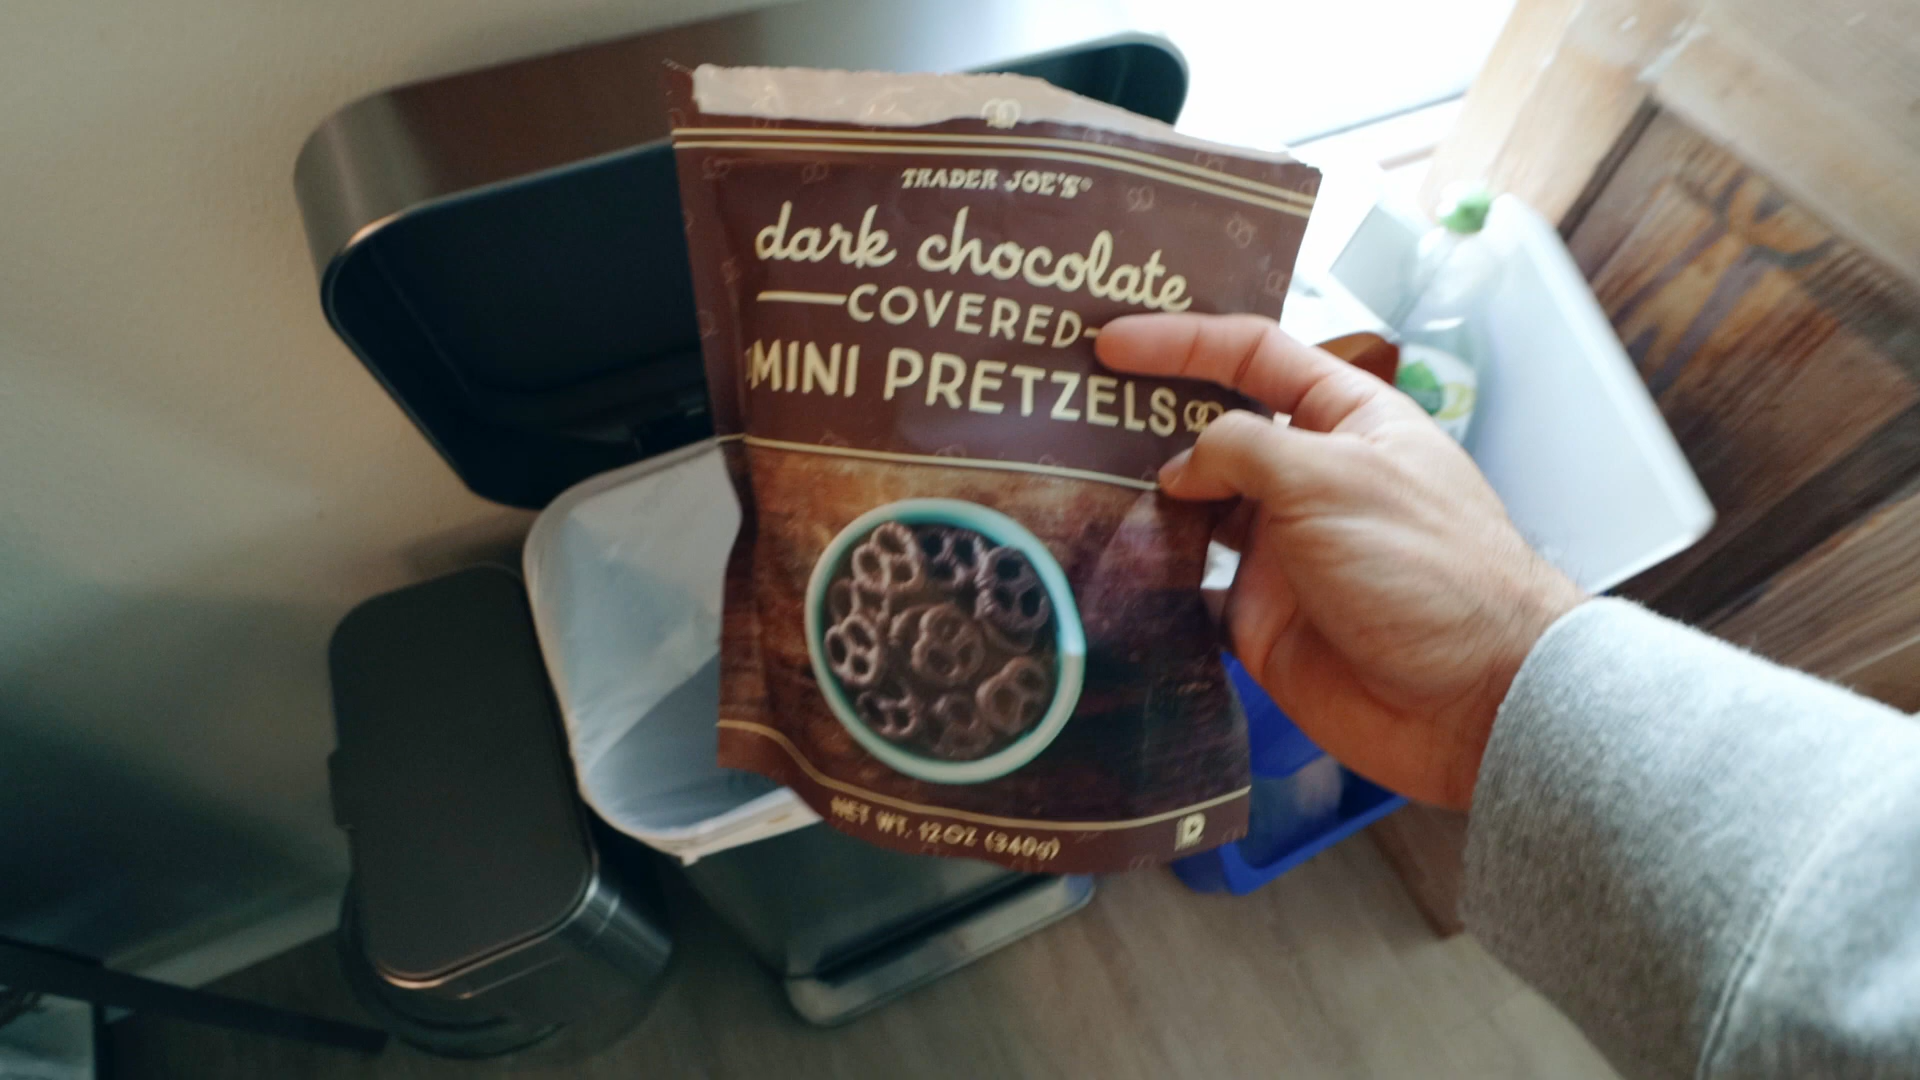 TRADER JOE'S®
dark chocolate
COVERED
MINI PRETZELS
NET WT. 12 OZ (340g)
D